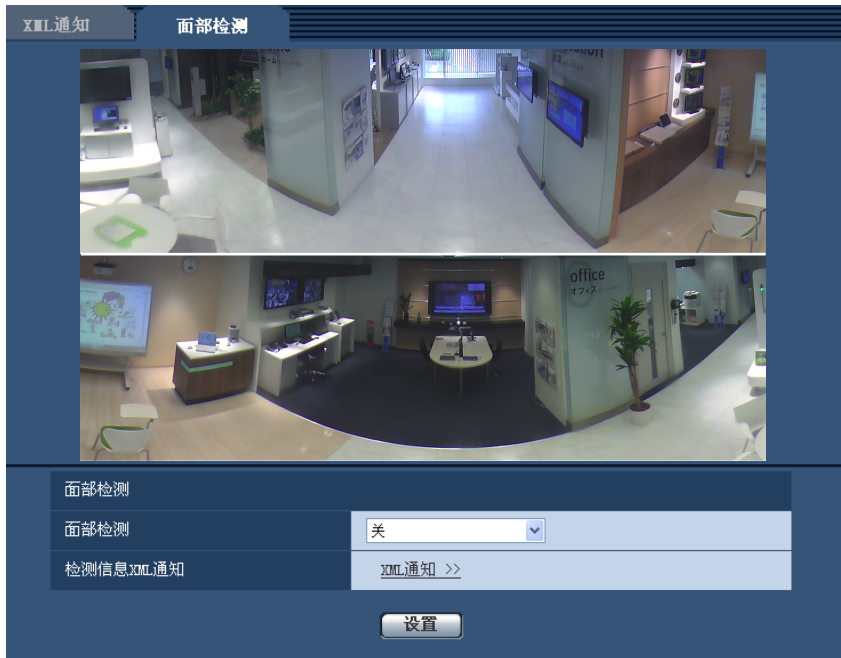 XML通知 面部检测
office
オフィス
面部检测
面部检测 关
检测信息XML通知 XML通知 >>
设置